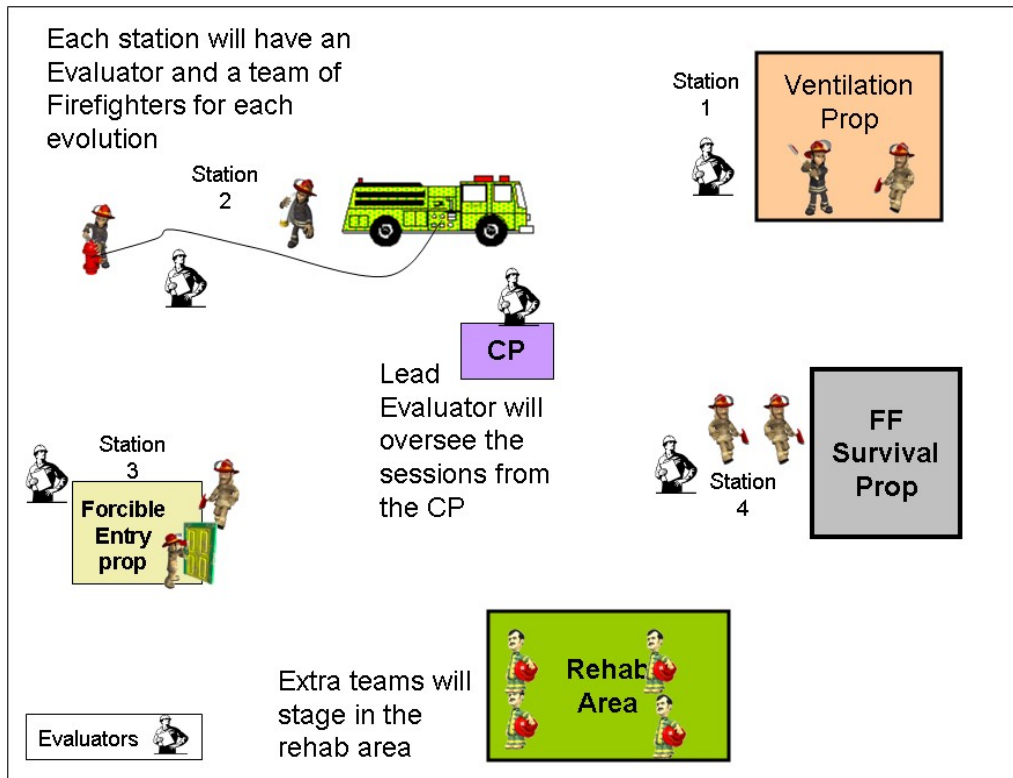 Each station will have an
Evaluator and a team of
Firefighters for each
evolution
Station
1
Ventilation
Prop
Station
2
CP
Lead
Evaluator will
oversee the
sessions from
the CP
Station
3
Forcible
Entry
prop
FF
Survival
Prop
Station
4
Extra teams will
stage in the
rehab area
Rehab
Area
Evaluators